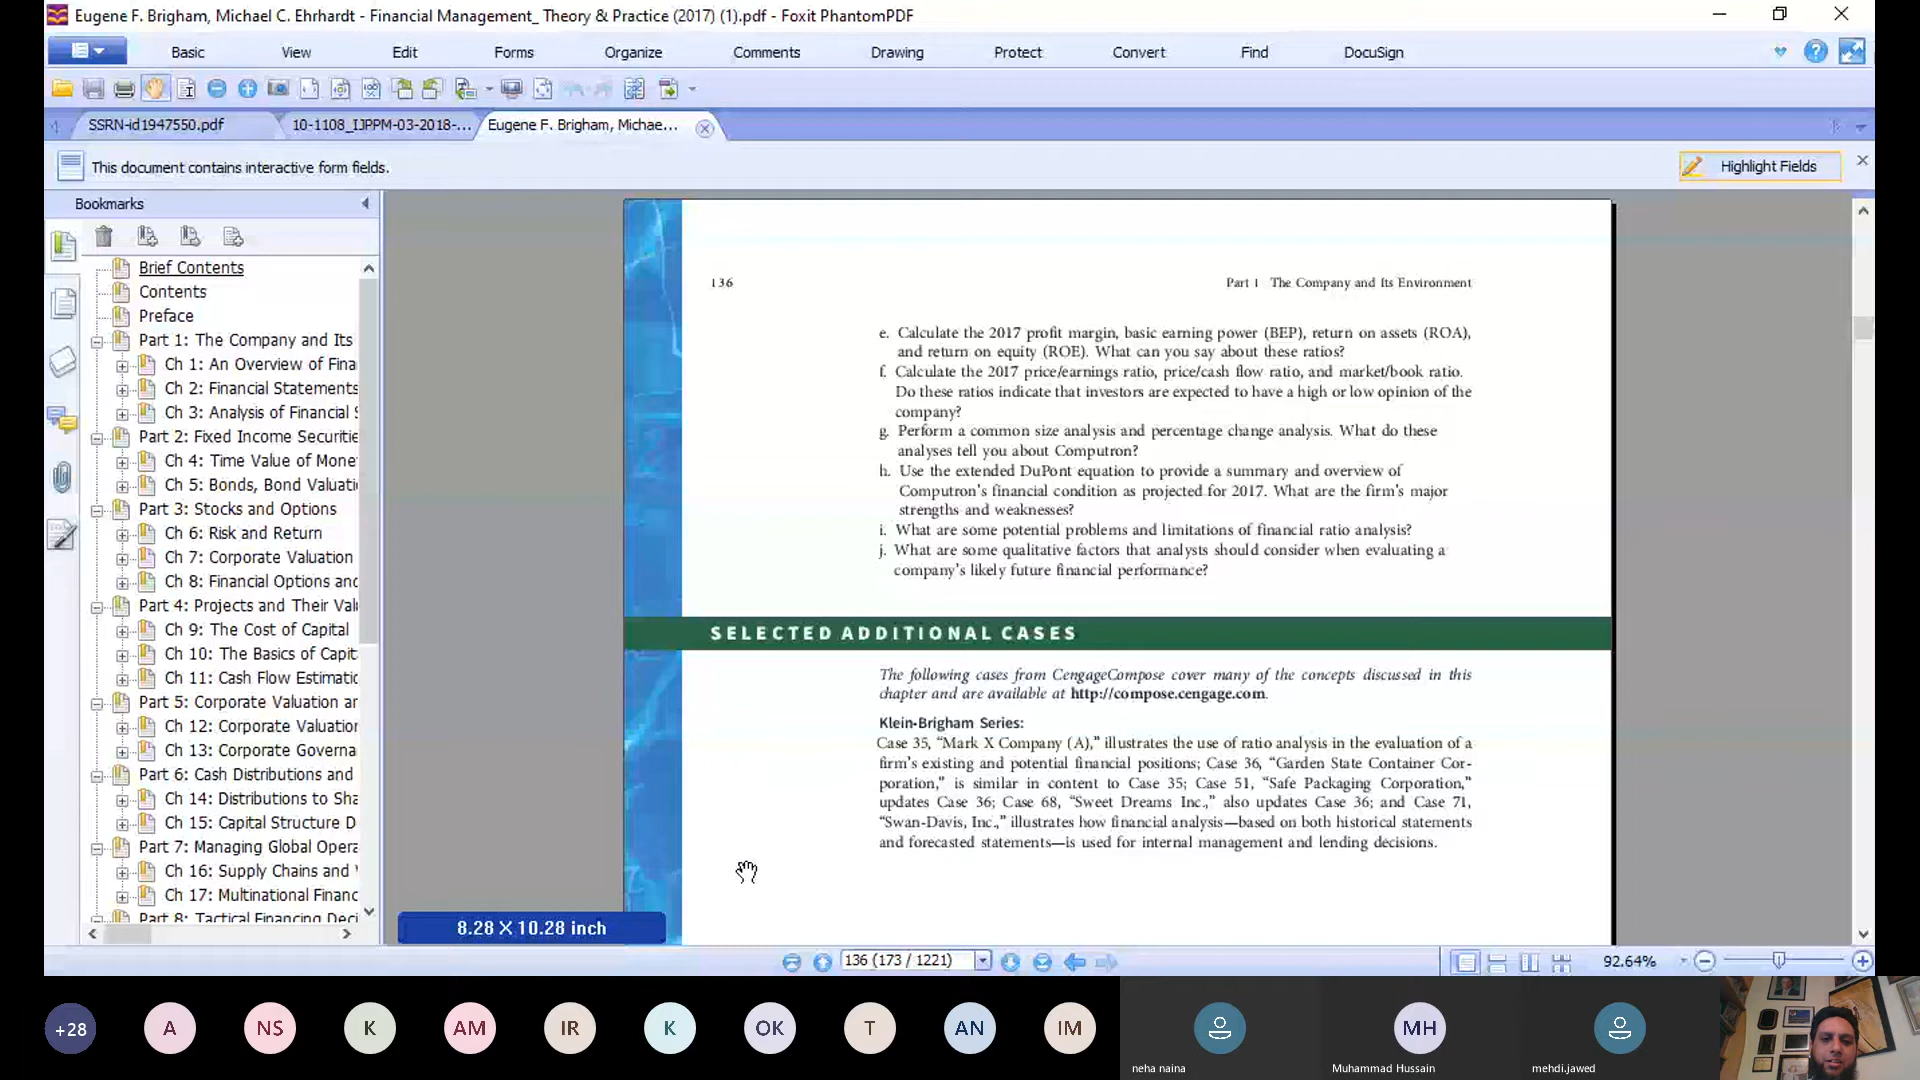 Eugene F. Brigham, Michael C. Ehrhardt - Financial Management_ Theory & Practice (2017) (1).pdf - Foxit PhantomPDF
Basic View Edit Forms Organize Comments Drawing Protect Convert Find DocuSign
SSRN-id1947550.pdf 10-1108_IJPPM-03-2018-... Eugene F. Brigham, Michae...
This document contains interactive form fields. Highlight Fields
Bookmarks
Brief Contents
Contents
Preface
Part 1: The Company and Its
Ch 1: An Overview of Fina
Ch 2: Financial Statements
Ch 3: Analysis of Financial S
Part 2: Fixed Income Securitie
Ch 4: Time Value of Mone
Ch 5: Bonds, Bond Valuati
Part 3: Stocks and Options
Ch 6: Risk and Return
Ch 7: Corporate Valuation
Ch 8: Financial Options and
Part 4: Projects and Their Val
Ch 9: The Cost of Capital
Ch 10: The Basics of Capit
Ch 11: Cash Flow Estimatic
Part 5: Corporate Valuation ar
Ch 12: Corporate Valuation
Ch 13: Corporate Governa
Part 6: Cash Distributions and
Ch 14: Distributions to Sha
Ch 15: Capital Structure D
Part 7: Managing Global Opera
Ch 16: Supply Chains and
Ch 17: Multinational Financ
Part 8: Tactical Financing Deci
136 Part 1 The Company and Its Environment
e. Calculate the 2017 profit margin, basic earning power (BEP), return on assets (ROA),
and return on equity (ROE). What can you say about these ratios?
f. Calculate the 2017 price/earnings ratio, price/cash flow ratio, and market/book ratio.
Do these ratios indicate that investors are expected to have a high or low opinion of the
company?
g. Perform a common size analysis and percentage change analysis. What do these
analyses tell you about Computron?
h. Use the extended DuPont equation to provide a summary and overview of
Computron's financial condition as projected for 2017. What are the firm's major
strengths and weaknesses?
i. What are some potential problems and limitations of financial ratio analysis?
j. What are some qualitative factors that analysts should consider when evaluating a
company's likely future financial performance?
SELECTED ADDITIONAL CASES
The following cases from CengageCompose cover many of the concepts discussed in this
chapter and are available at http://compose.cengage.com.
Klein-Brigham Series:
Case 35, "Mark X Company (A)," illustrates the use of ratio analysis in the evaluation of a
firm's existing and potential financial positions; Case 36, "Garden State Container Cor-
poration," is similar in content to Case 35; Case 51, "Safe Packaging Corporation,"
updates Case 36; Case 68, "Sweet Dreams Inc.," also updates Case 36; and Case 71,
"Swan-Davis, Inc.," illustrates how financial analysis—based on both historical statements
and forecasted statements—is used for internal management and lending decisions.
8.28 X 10.28 inch
136 (173 / 1221) 92.64%
+28 A NS K AM IR K OK T AN IM MH
neha naina Muhammad Hussain mehdi.jawed